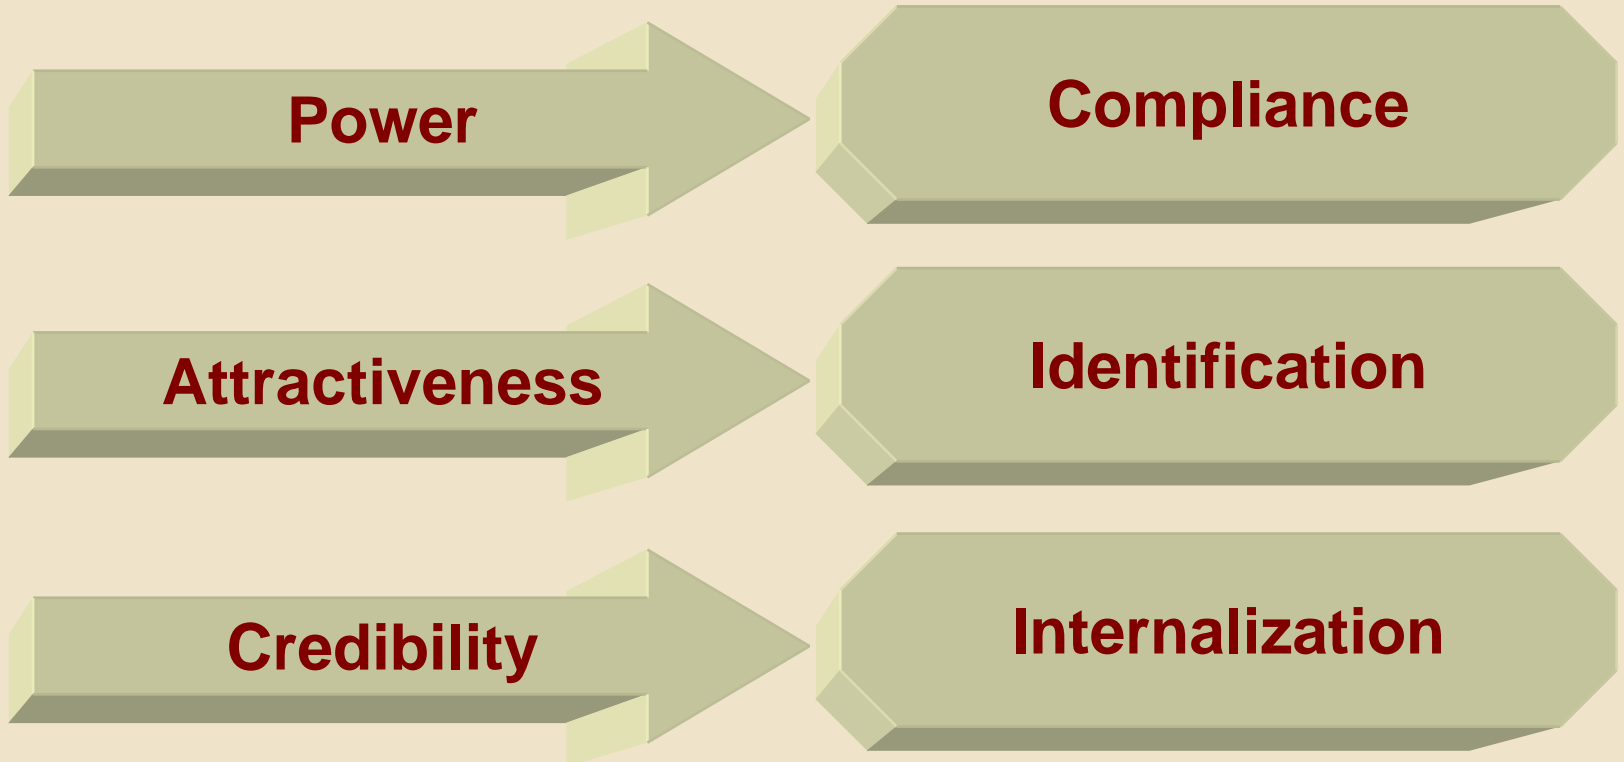 Power
Compliance
Attractiveness
Identification
Credibility
Internalization